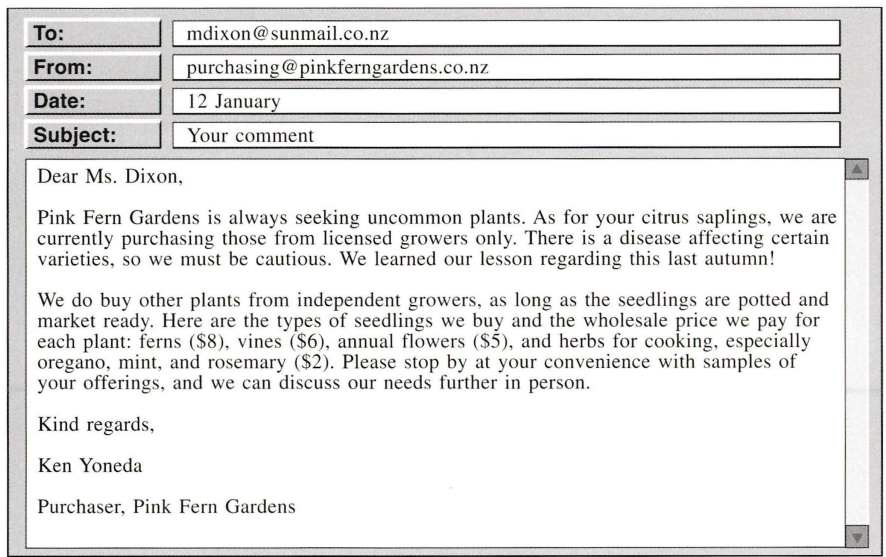 To: mdixon@sunmail.co.nz
From: purchasing@pinkferngardens.co.nz
Date: 12 January
Subject: Your comment
Dear Ms. Dixon,
Pink Fern Gardens is always seeking uncommon plants. As for your citrus saplings, we are
currently purchasing those from licensed growers only. There is a disease affecting certain
varieties, so we must be cautious. We learned our lesson regarding this last autumn!
We do buy other plants from independent growers, as long as the seedlings are potted and
market ready. Here are the types of seedlings we buy and the wholesale price we pay for
each plant: ferns ($8), vines ($6), annual flowers ($5), and herbs for cooking, especially
oregano, mint, and rosemary ($2). Please stop by at your convenience with samples of
your offerings, and we can discuss our needs further in person.
Kind regards,
Ken Yoneda
Purchaser, Pink Fern Gardens